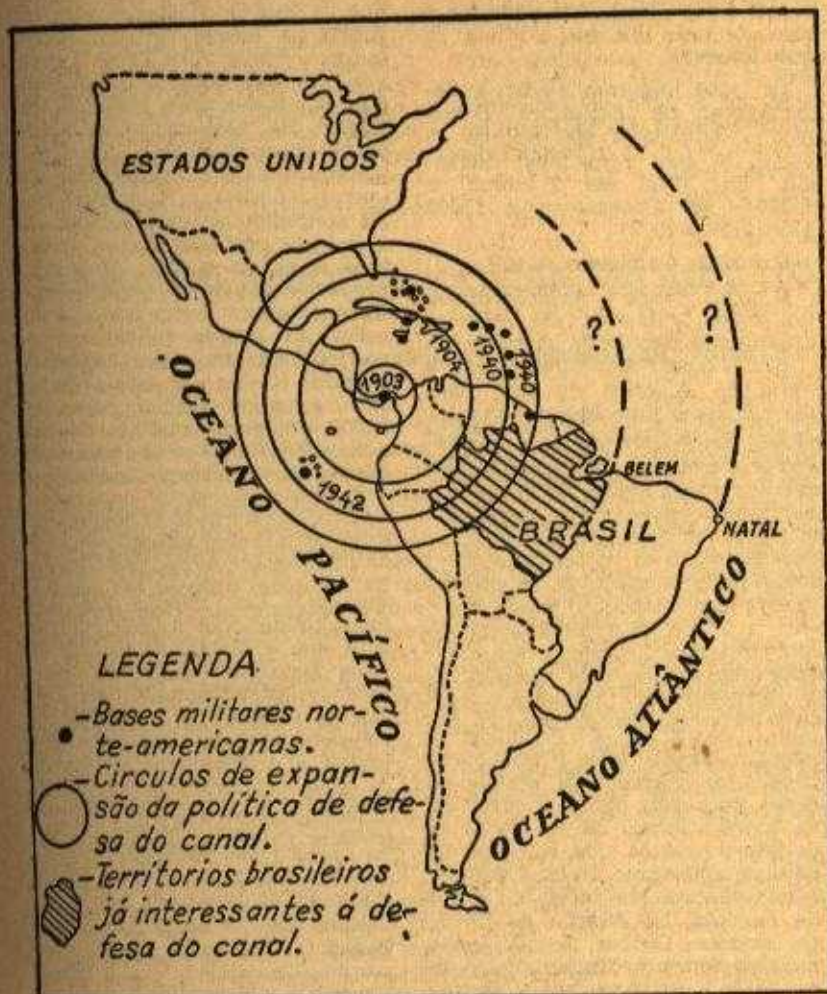 ESTADOS UNIDOS
1903
1904
1940
1940
1942
?
?
BELEM
BRASIL
NATAL
OCEANO PACÍFICO
OCEANO ATLÂNTICO
LEGENDA
-Bases militares nor-
te-americanas.
-Circulos de expan-
são da política de defe-
sa do canal.
-Territorios brasileiros
já interessantes á de-
fesa do canal.